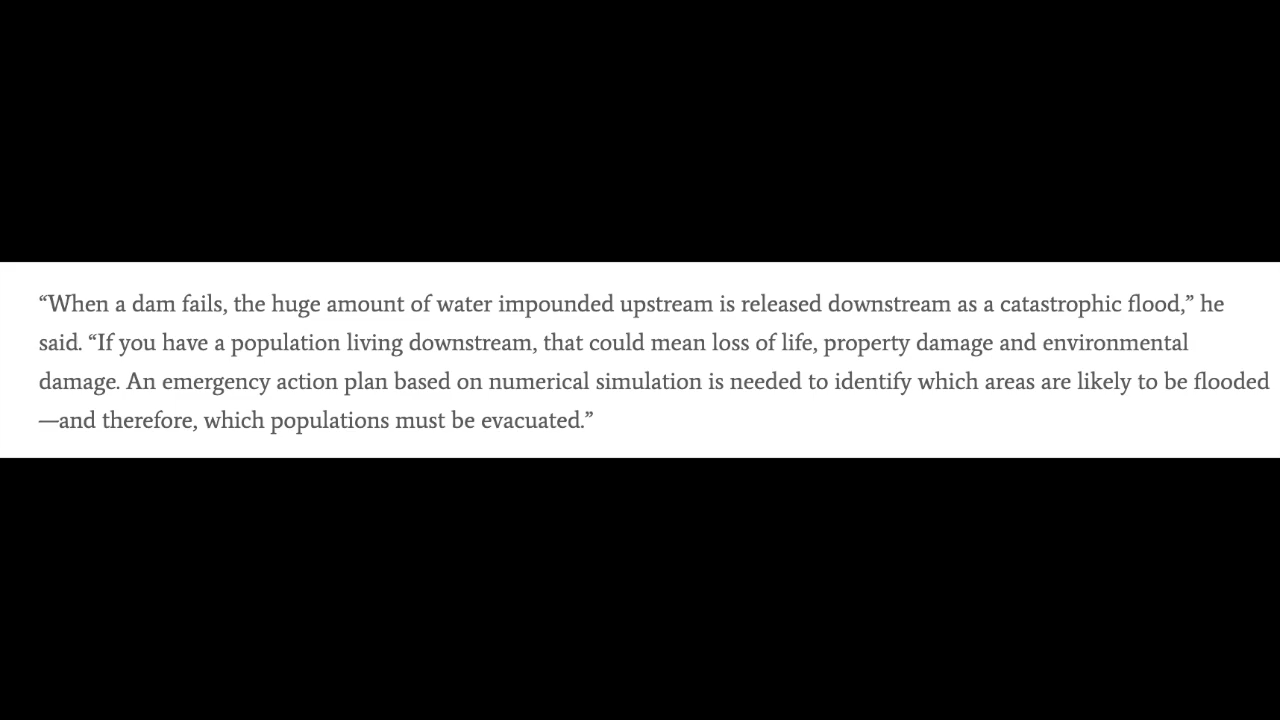 “When a dam fails, the huge amount of water impounded upstream is released downstream as a catastrophic flood,” he
said. “If you have a population living downstream, that could mean loss of life, property damage and environmental
damage. An emergency action plan based on numerical simulation is needed to identify which areas are likely to be flooded
—and therefore, which populations must be evacuated.”